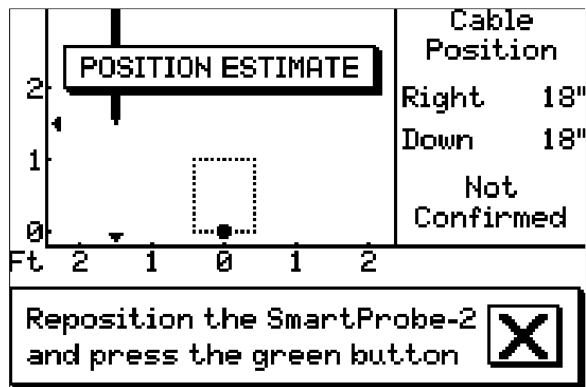 POSITION ESTIMATE
Cable
Position
Right 18"
Down 18"
Not
Confirmed
2
1
0
Ft 2 1 0 1 2
Reposition the SmartProbe-2
and press the green button
X